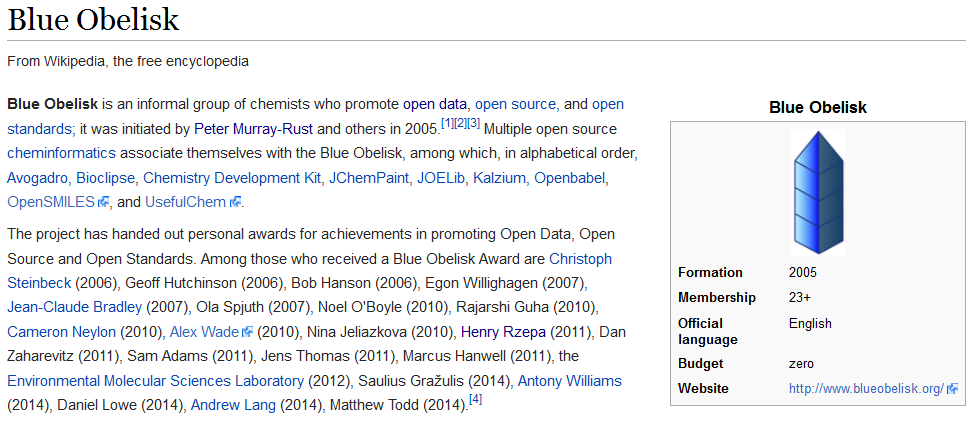 Blue Obelisk
From Wikipedia, the free encyclopedia
Blue Obelisk is an informal group of chemists who promote open data, open source, and open
standards; it was initiated by Peter Murray-Rust and others in 2005.[1][2][3] Multiple open source
cheminformatics associate themselves with the Blue Obelisk, among which, in alphabetical order,
Avogadro, Bioclipse, Chemistry Development Kit, JChemPaint, JOELib, Kalzium, Openbabel,
OpenSMILES, and UsefulChem.
The project has handed out personal awards for achievements in promoting Open Data, Open
Source and Open Standards. Among those who received a Blue Obelisk Award are Christoph
Steinbeck (2006), Geoff Hutchinson (2006), Bob Hanson (2006), Egon Willighagen (2007),
Jean-Claude Bradley (2007), Ola Spjuth (2007), Noel O'Boyle (2010), Rajarshi Guha (2010),
Cameron Neylon (2010), Alex Wade (2010), Nina Jeliazkova (2010), Henry Rzepa (2011), Dan
Zaharevitz (2011), Sam Adams (2011), Jens Thomas (2011), Marcus Hanwell (2011), the
Environmental Molecular Sciences Laboratory (2012), Saulius Gražulis (2014), Antony Williams
(2014), Daniel Lowe (2014), Andrew Lang (2014), Matthew Todd (2014).[4]
Blue Obelisk
Formation 2005
Membership 23+
Official English
language
Budget zero
Website http://www.blueobelisk.org/